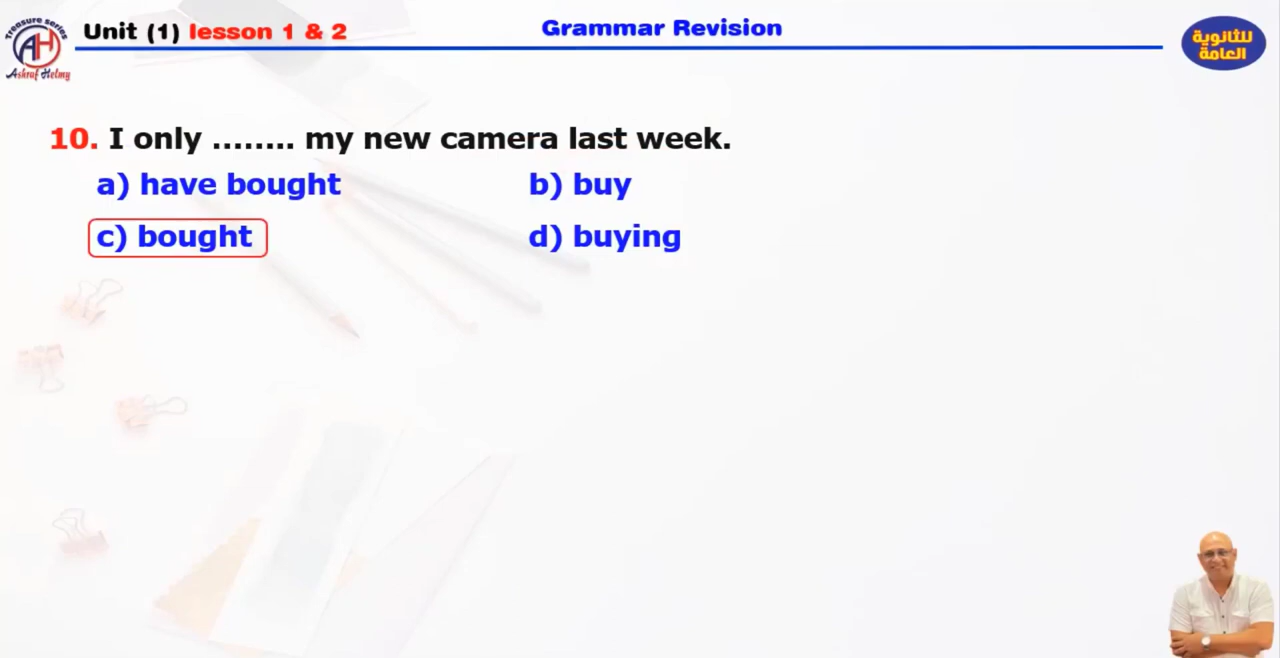 Treasure series
AH
Ashraf Helmy
Unit (1) lesson 1 & 2
Grammar Revision
للثانوية
العامة
10. I only ........ my new camera last week.
a) have bought
b) buy
c) bought
d) buying